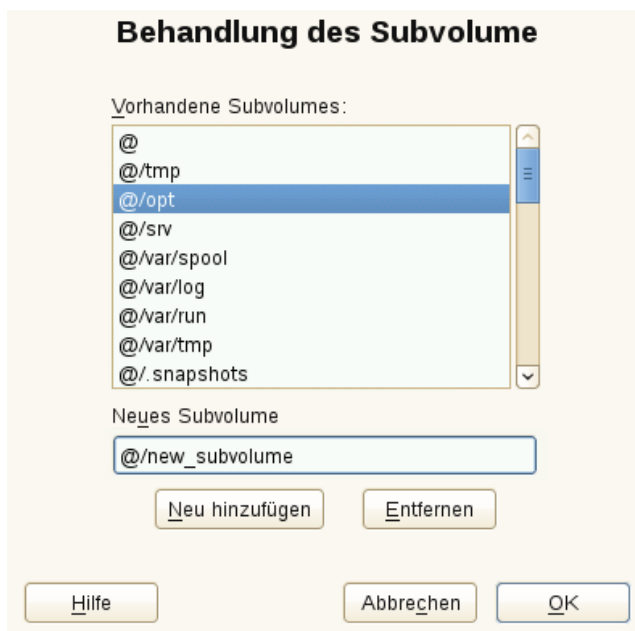 Behandlung des Subvolume
Vorhandene Subvolumes:
@
@/tmp
@/opt
@/srv
@/var/spool
@/var/log
@/var/run
@/var/tmp
@/.snapshots
Neues Subvolume
@/new_subvolume
Neu hinzufügen Entfernen
Hilfe Abbrechen OK